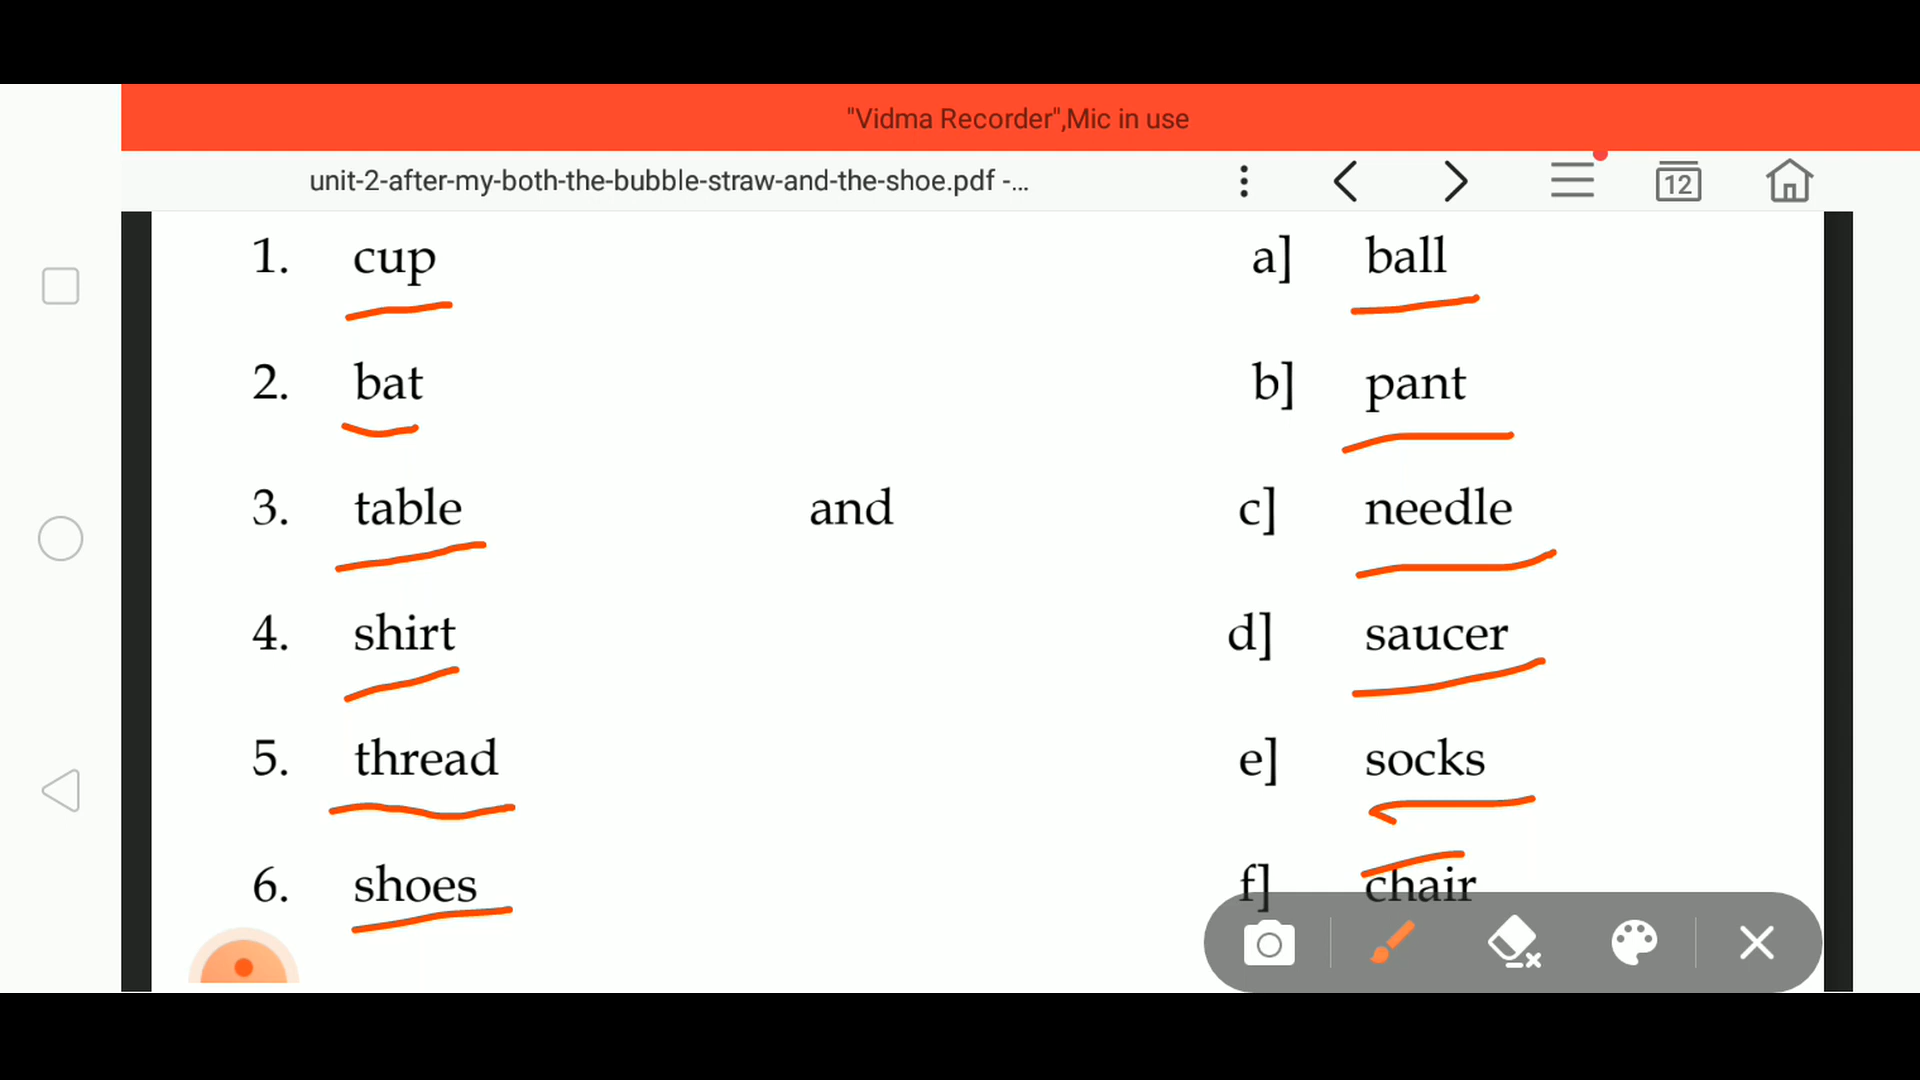 "Vidma Recorder",Mic in use
unit-2-after-my-both-the-bubble-straw-and-the-shoe.pdf -...
12
1. cup a] ball
2. bat b] pant
3. table and c] needle
4. shirt d] saucer
5. thread e] socks
6. shoes f] chair